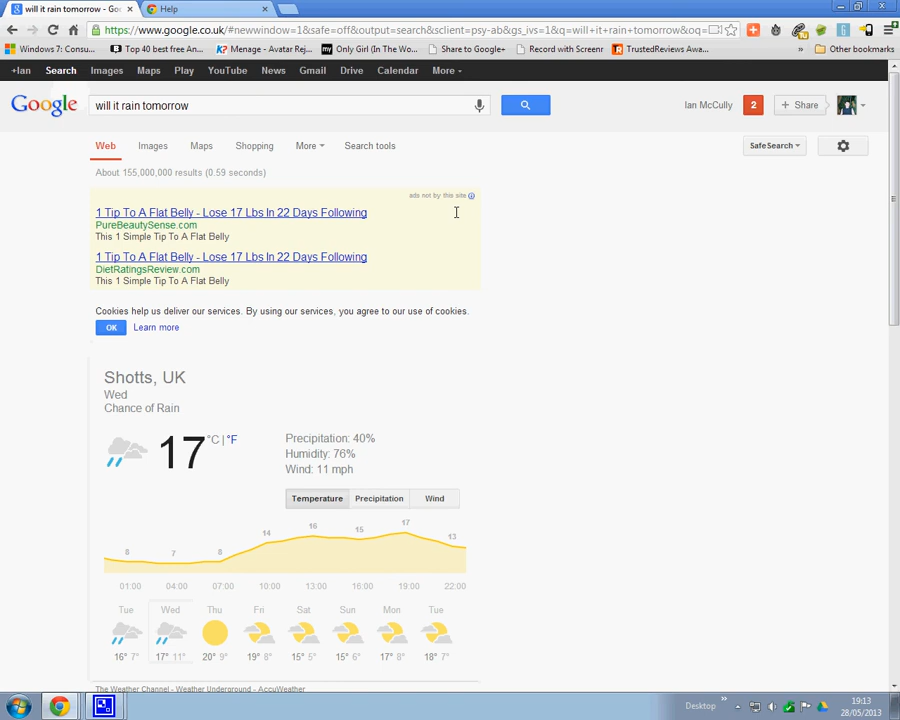 will it rain tomorrow - Go
Help
https://www.google.co.uk/#newwindow=1&safe=off&output=search&sclient=psy-ab&gs_ivs=1&q=will+it+rain+tomorrow&oq=
Windows 7: Consu...
Top 40 best free An...
Menage - Avatar Rej...
Only Girl (In The Wo...
Share to Google+
Record with Screenr
TrustedReviews Awa...
»
Other bookmarks
+Ian Search Images Maps Play YouTube News Gmail Drive Calendar More
Google
will it rain tomorrow
Ian McCully
2
+ Share
Web Images Maps Shopping More Search tools
SafeSearch
About 155,000,000 results (0.59 seconds)
ads not by this site
1 Tip To A Flat Belly - Lose 17 Lbs In 22 Days Following
PureBeautySense.com
This 1 Simple Tip To A Flat Belly
1 Tip To A Flat Belly - Lose 17 Lbs In 22 Days Following
DietRatingsReview.com
This 1 Simple Tip To A Flat Belly
Cookies help us deliver our services. By using our services, you agree to our use of cookies.
OK Learn more
Shotts, UK
Wed
Chance of Rain
17 °C | °F
Precipitation: 40%
Humidity: 76%
Wind: 11 mph
Temperature Precipitation Wind
8 7 8 14 16 15 17 13
01:00 04:00 07:00 10:00 13:00 16:00 19:00 22:00
Tue Wed Thu Fri Sat Sun Mon Tue
16° 7° 17° 11° 20° 9° 19° 8° 15° 5° 15° 6° 17° 8° 18° 7°
The Weather Channel - Weather Underground - AccuWeather
Desktop »
19:13
28/05/2013